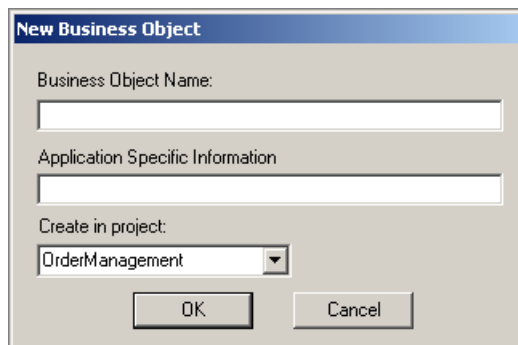 New Business Object
Business Object Name:
Application Specific Information
Create in project:
OrderManagement
OK
Cancel